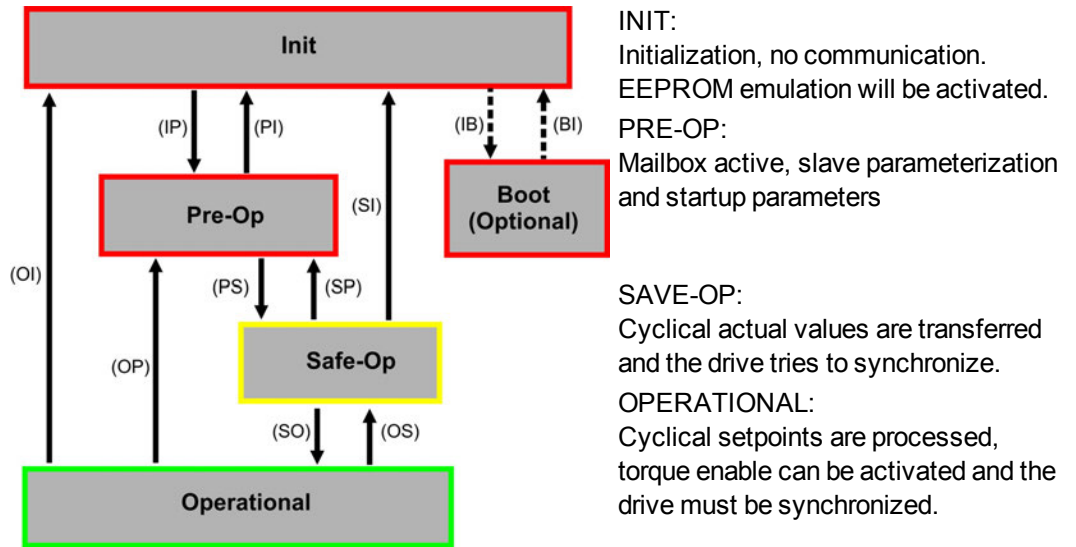 Init
(IP)
(PI)
(IB)
(BI)
Pre-Op
(SI)
Boot
(Optional)
(OI)
(PS)
(SP)
(OP)
Safe-Op
(SO)
(OS)
Operational
INIT:
Initialization, no communication.
EEPROM emulation will be activated.
PRE-OP:
Mailbox active, slave parameterization
and startup parameters
SAVE-OP:
Cyclical actual values are transferred
and the drive tries to synchronize.
OPERATIONAL:
Cyclical setpoints are processed,
torque enable can be activated and the
drive must be synchronized.